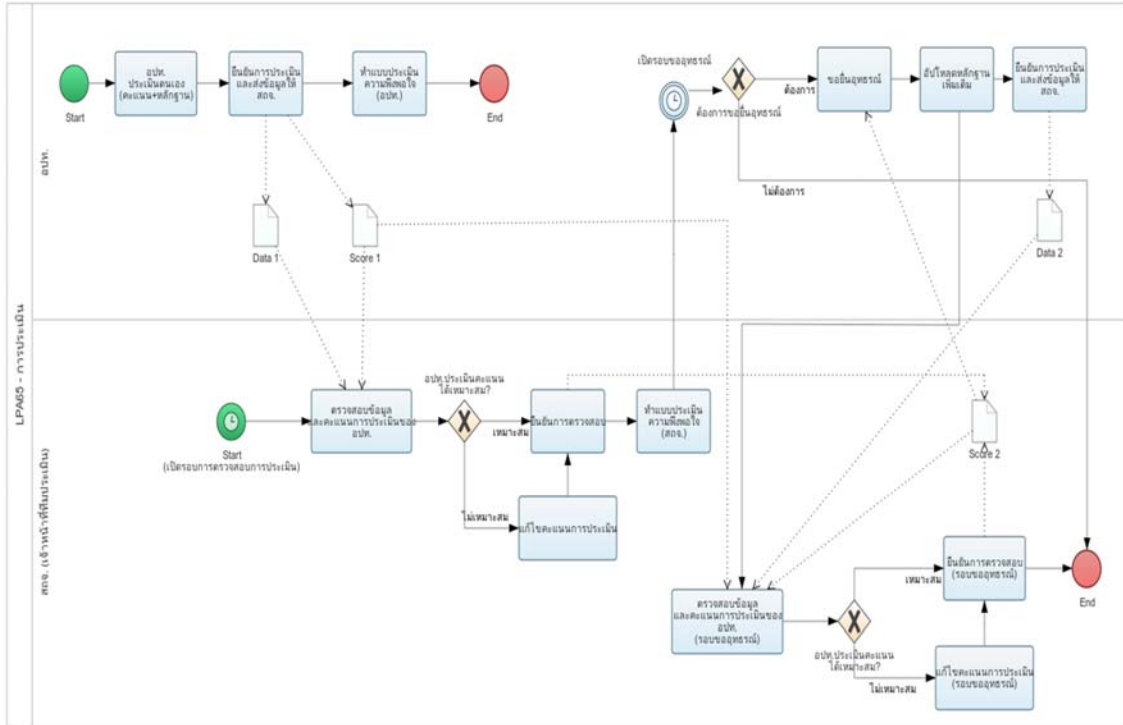 LPA65 - การประเมิน
อปท.
Start
อปท.
ประเมินตนเอง
(คะแนน+หลักฐาน)
ยืนยันการประเมิน
และส่งข้อมูลให้
สถจ.
ทำแบบประเมิน
ความพึงพอใจ
(อปท.)
End
เปิดรอบขออุทธรณ์
ต้องการขอยื่นอุทธรณ์
ต้องการ
ไม่ต้องการ
ขอยื่นอุทธรณ์
อัปโหลดหลักฐาน
เพิ่มเติม
ยืนยันการประเมิน
และส่งข้อมูลให้
สถจ.
Data 1
Score 1
Data 2
สถจ. (เจ้าหน้าที่ทีมประเมิน)
Start
(เปิดรอบการตรวจสอบการประเมิน)
ตรวจสอบข้อมูล
และคะแนนการประเมินของ
อปท.
อปท.ประเมินคะแนน
ได้เหมาะสม?
เหมาะสม
ไม่เหมาะสม
ยืนยันการตรวจสอบ
ทำแบบประเมิน
ความพึงพอใจ
(สถจ.)
แก้ไขคะแนนการประเมิน
Score 2
ตรวจสอบข้อมูล
และคะแนนการประเมินของ
อปท.
(รอบขออุทธรณ์)
อปท.ประเมินคะแนน
ได้เหมาะสม?
เหมาะสม
ไม่เหมาะสม
ยืนยันการตรวจสอบ
(รอบขออุทธรณ์)
End
แก้ไขคะแนนการประเมิน
(รอบขออุทธรณ์)